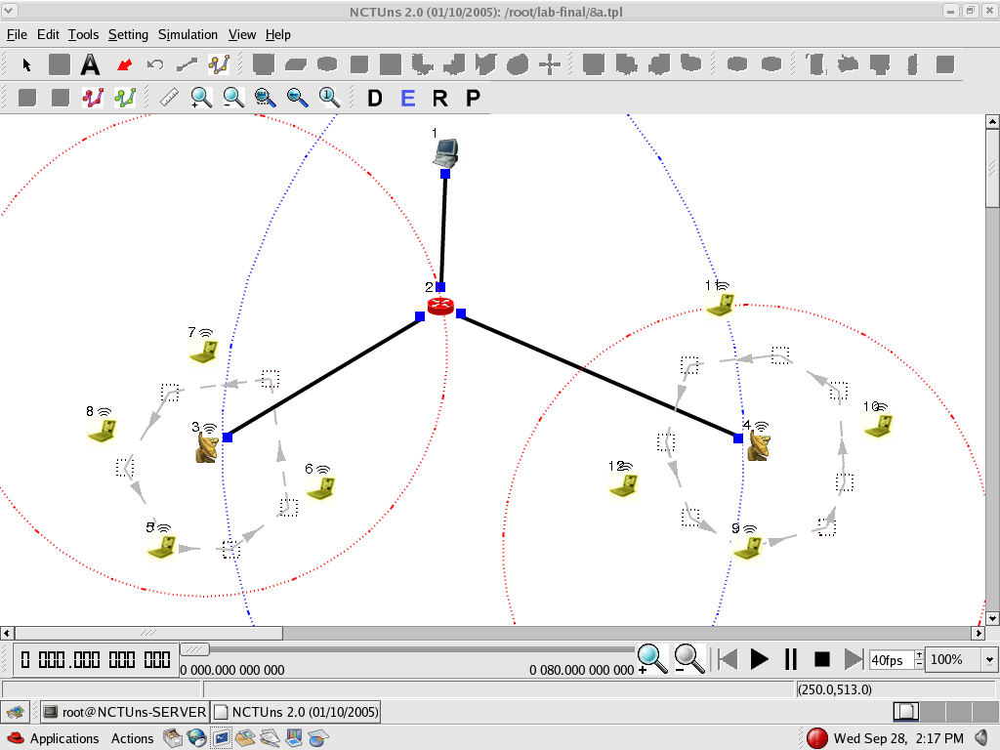 NCTUns 2.0 (01/10/2005): /root/lab-final/8a.tpl
File Edit Tools Setting Simulation View Help
A
1
D E R P
1
2
11
7
8
10
3
4
6
12
5
9
0 000.000 000 000
0 000.000 000 000
0 080.000 000 000
40fps
100%
(250.0,513.0)
root@NCTUns-SERVER
NCTUns 2.0 (01/10/2005)
Applications Actions
Wed Sep 28, 2:17 PM